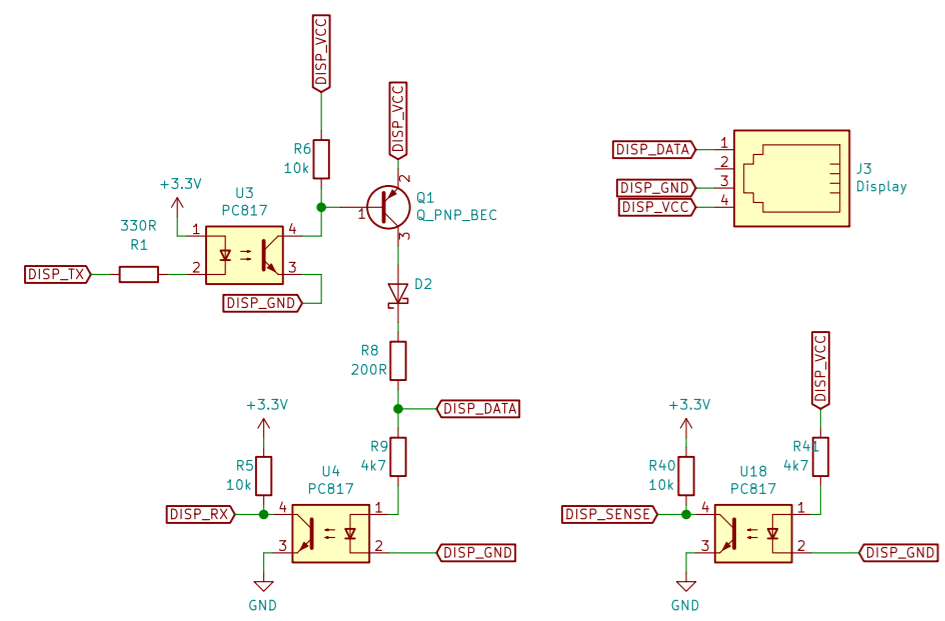 DISP_VCC
DISP_VCC
R6
10k
+3.3V
U3
PC817
330R
R1
1
4
2
3
DISP_TX
DISP_GND
2
Q1
Q_PNP_BEC
1
3
D2
R8
200R
DISP_DATA
R9
4k7
+3.3V
R5
10k
U4
PC817
DISP_RX
4
1
3
2
DISP_GND
GND
DISP_DATA
1
2
DISP_GND
3
DISP_VCC
4
J3
Display
DISP_VCC
+3.3V
R41
4k7
R40
10k
U18
PC817
DISP_SENSE
4
1
3
2
DISP_GND
GND